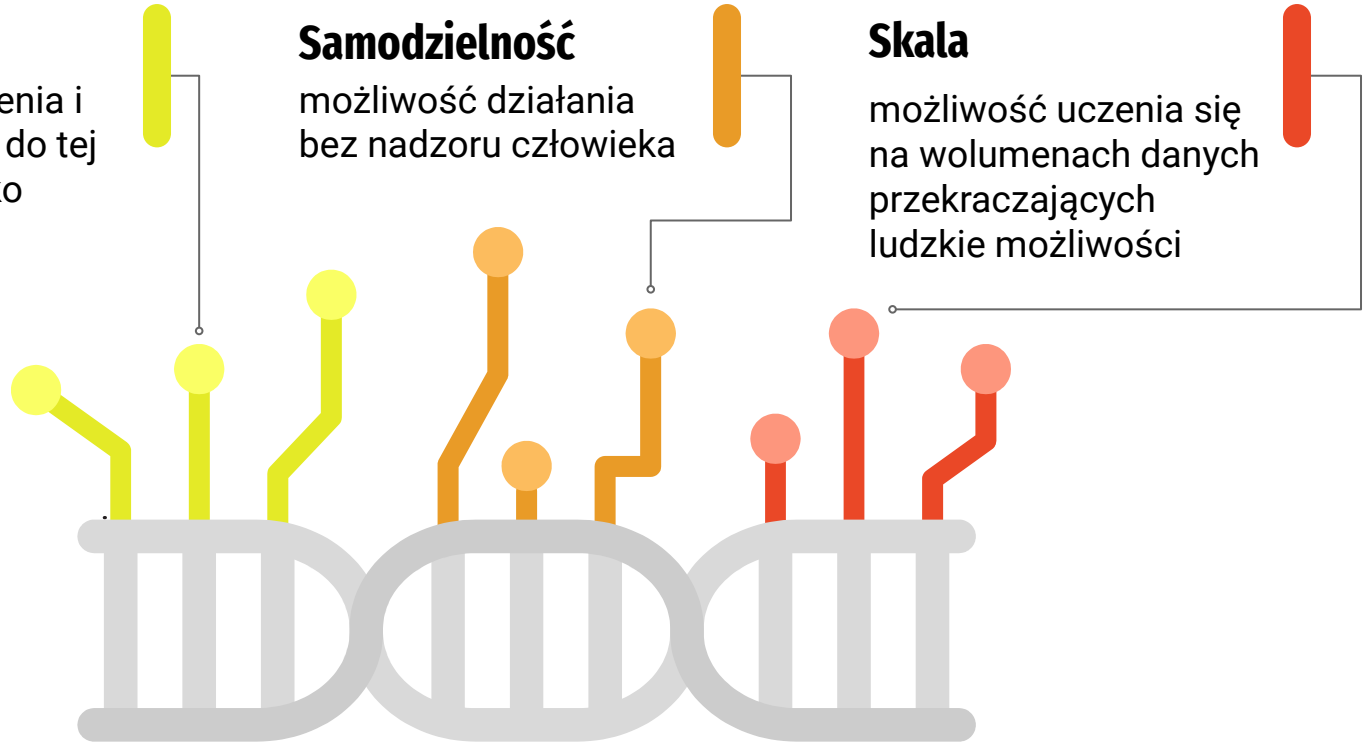 enia i
do tej
ko
Samodzielność
możliwość działania
bez nadzoru człowieka
Skala
możliwość uczenia się
na wolumenach danych
przekraczających
ludzkie możliwości